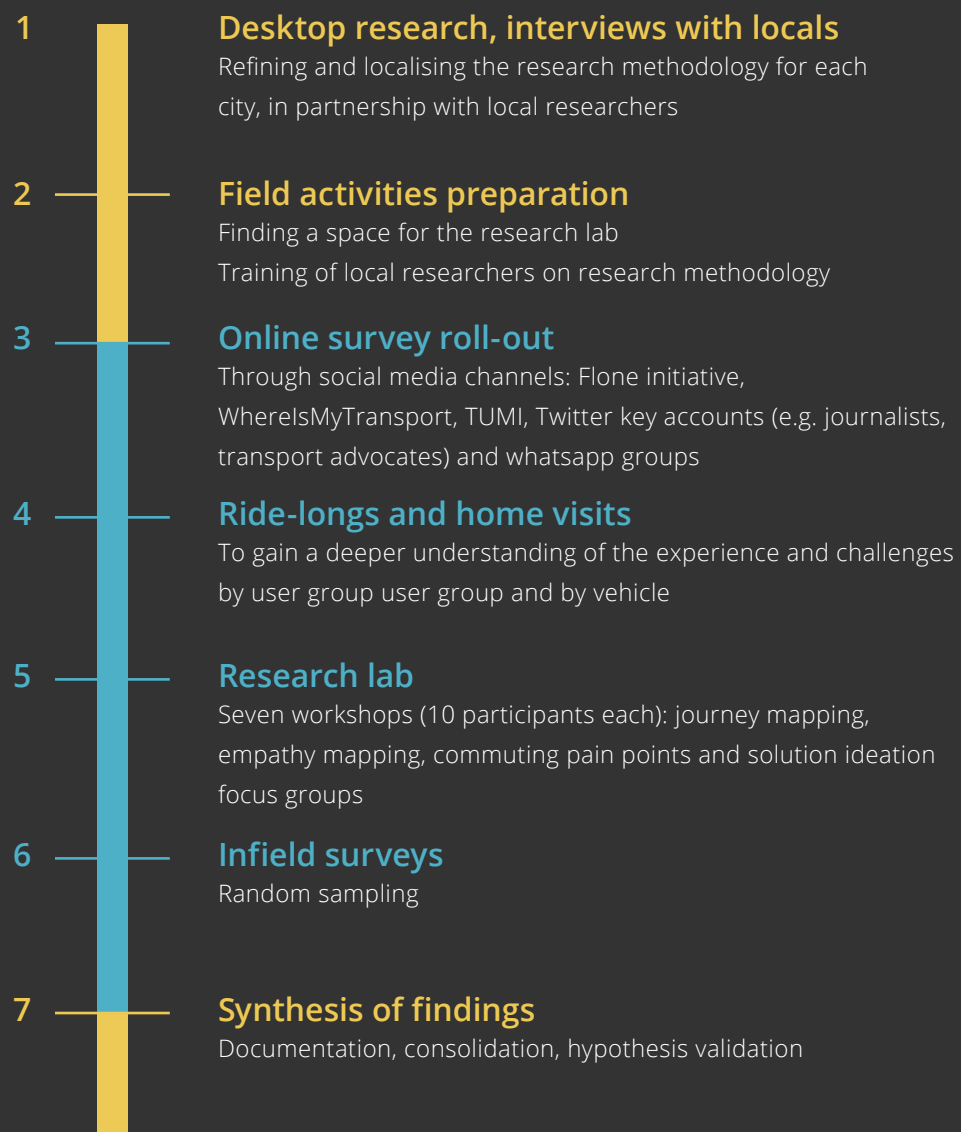 1
Desktop research, interviews with locals
Refining and localising the research methodology for each
city, in partnership with local researchers
2
Field activities preparation
Finding a space for the research lab
Training of local researchers on research methodology
3
Online survey roll-out
Through social media channels: Flone initiative,
WhereIsMyTransport, TUMI, Twitter key accounts (e.g. journalists,
transport advocates) and whatsapp groups
4
Ride-longs and home visits
To gain a deeper understanding of the experience and challenges
by user group user group and by vehicle
5
Research lab
Seven workshops (10 participants each): journey mapping,
empathy mapping, commuting pain points and solution ideation
focus groups
6
Infield surveys
Random sampling
7
Synthesis of findings
Documentation, consolidation, hypothesis validation